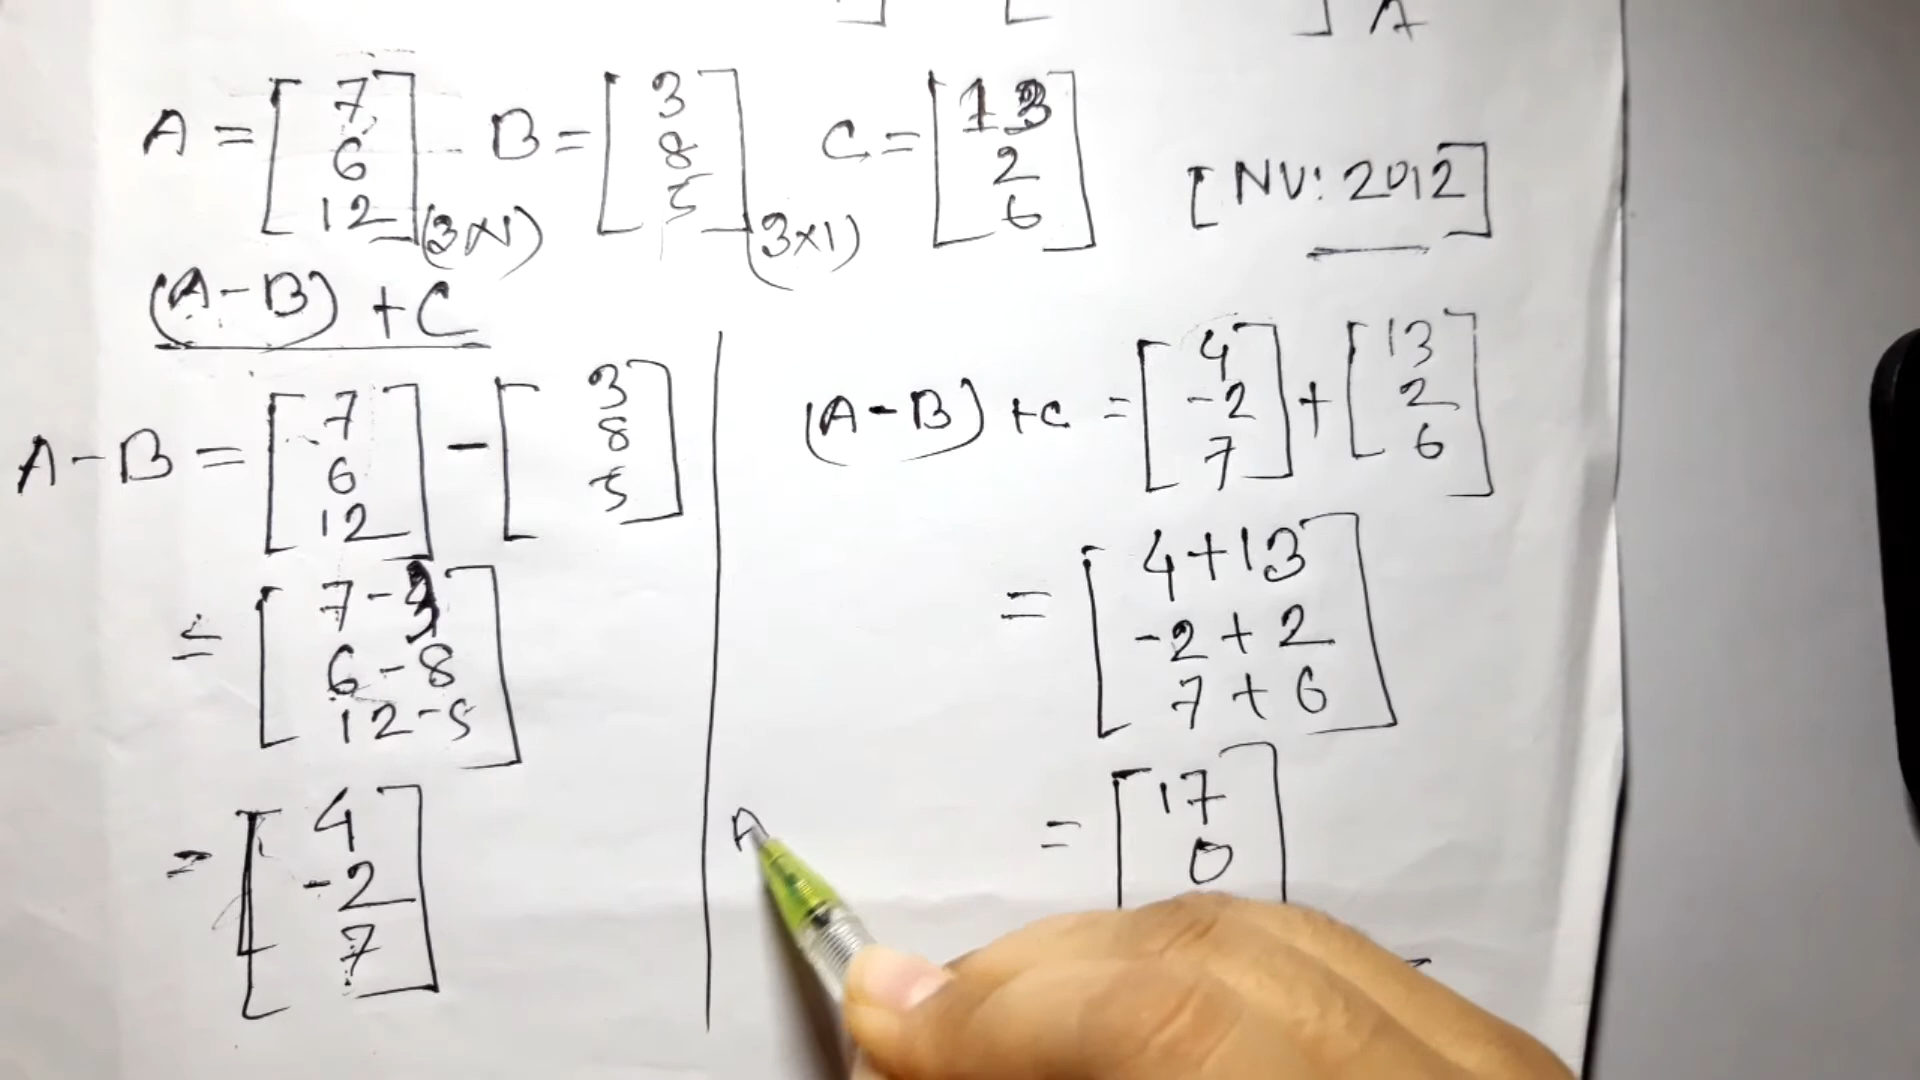 A
A = [7 6 12] (3×1) B = [3 8 5] (3×1) C = [13 2 6]
[NU: 2012]
(A-B) + C
A-B = [7 6 12] - [3 8 5]
= [7-3 6-8 12-5]
= [4 -2 7]
(A-B) + C = [4 -2 7] + [13 2 6]
= [4+13 -2+2 7+6]
= [17 0
A